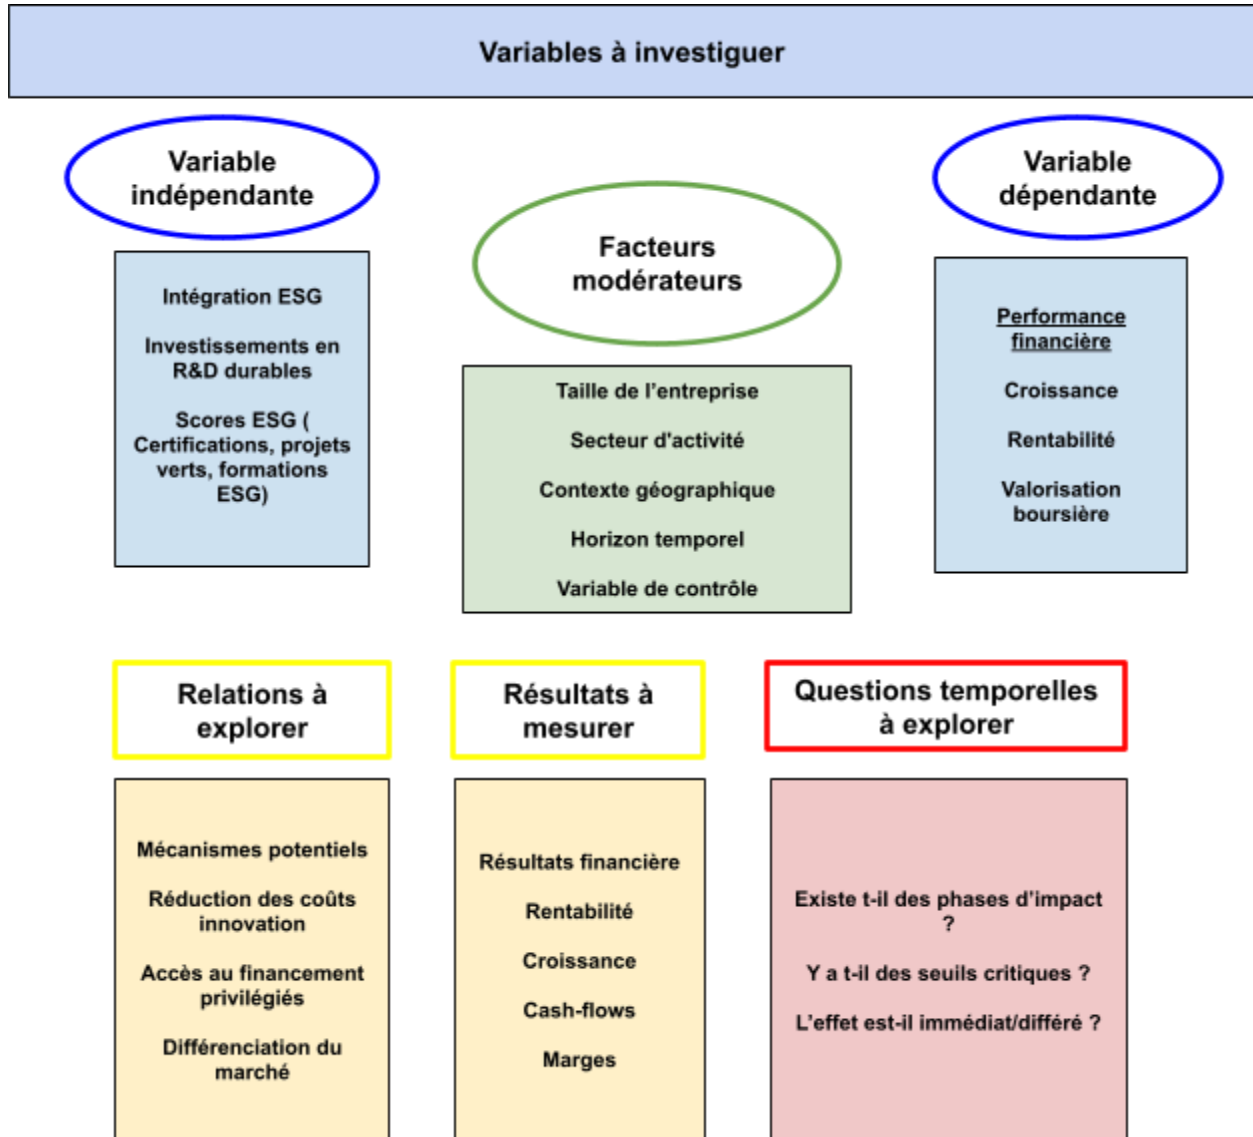 Variables à investiguer
Variable
indépendante
Intégration ESG
Investissements en
R&D durables
Scores ESG (
Certifications, projets
verts, formations
ESG)
Facteurs
modérateurs
Taille de l'entreprise
Secteur d'activité
Contexte géographique
Horizon temporel
Variable de contrôle
Variable
dépendante
Performance
financière
Croissance
Rentabilité
Valorisation
boursière
Relations à
explorer
Mécanismes potentiels
Réduction des coûts
innovation
Accès au financement
privilégiés
Différenciation du
marché
Résultats à
mesurer
Résultats financière
Rentabilité
Croissance
Cash-flows
Marges
Questions temporelles
à explorer
Existe t-il des phases d'impact
?
Y a t-il des seuils critiques ?
L'effet est-il immédiat/différé ?